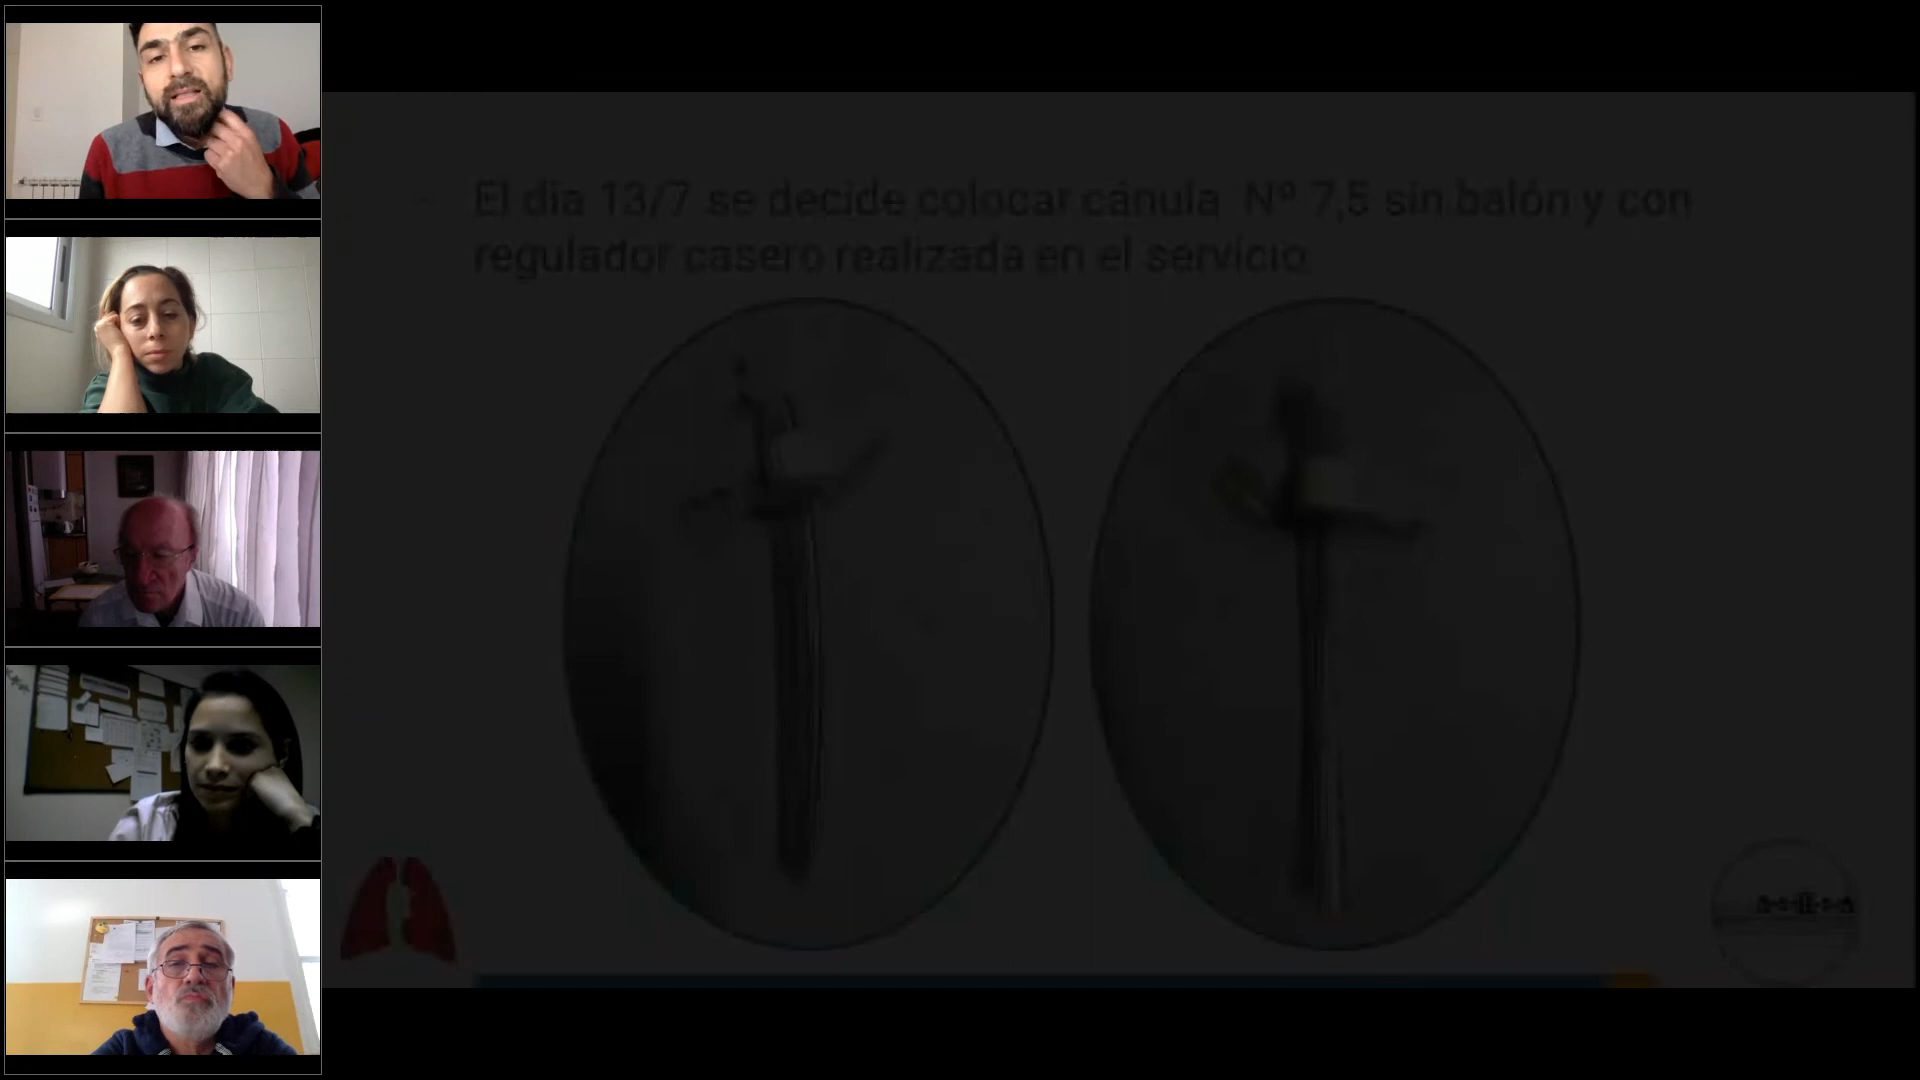 El día 13/7 se decide colocar cánula Nº 7,5 sin balón y con
regulador casero realizada en el servicio